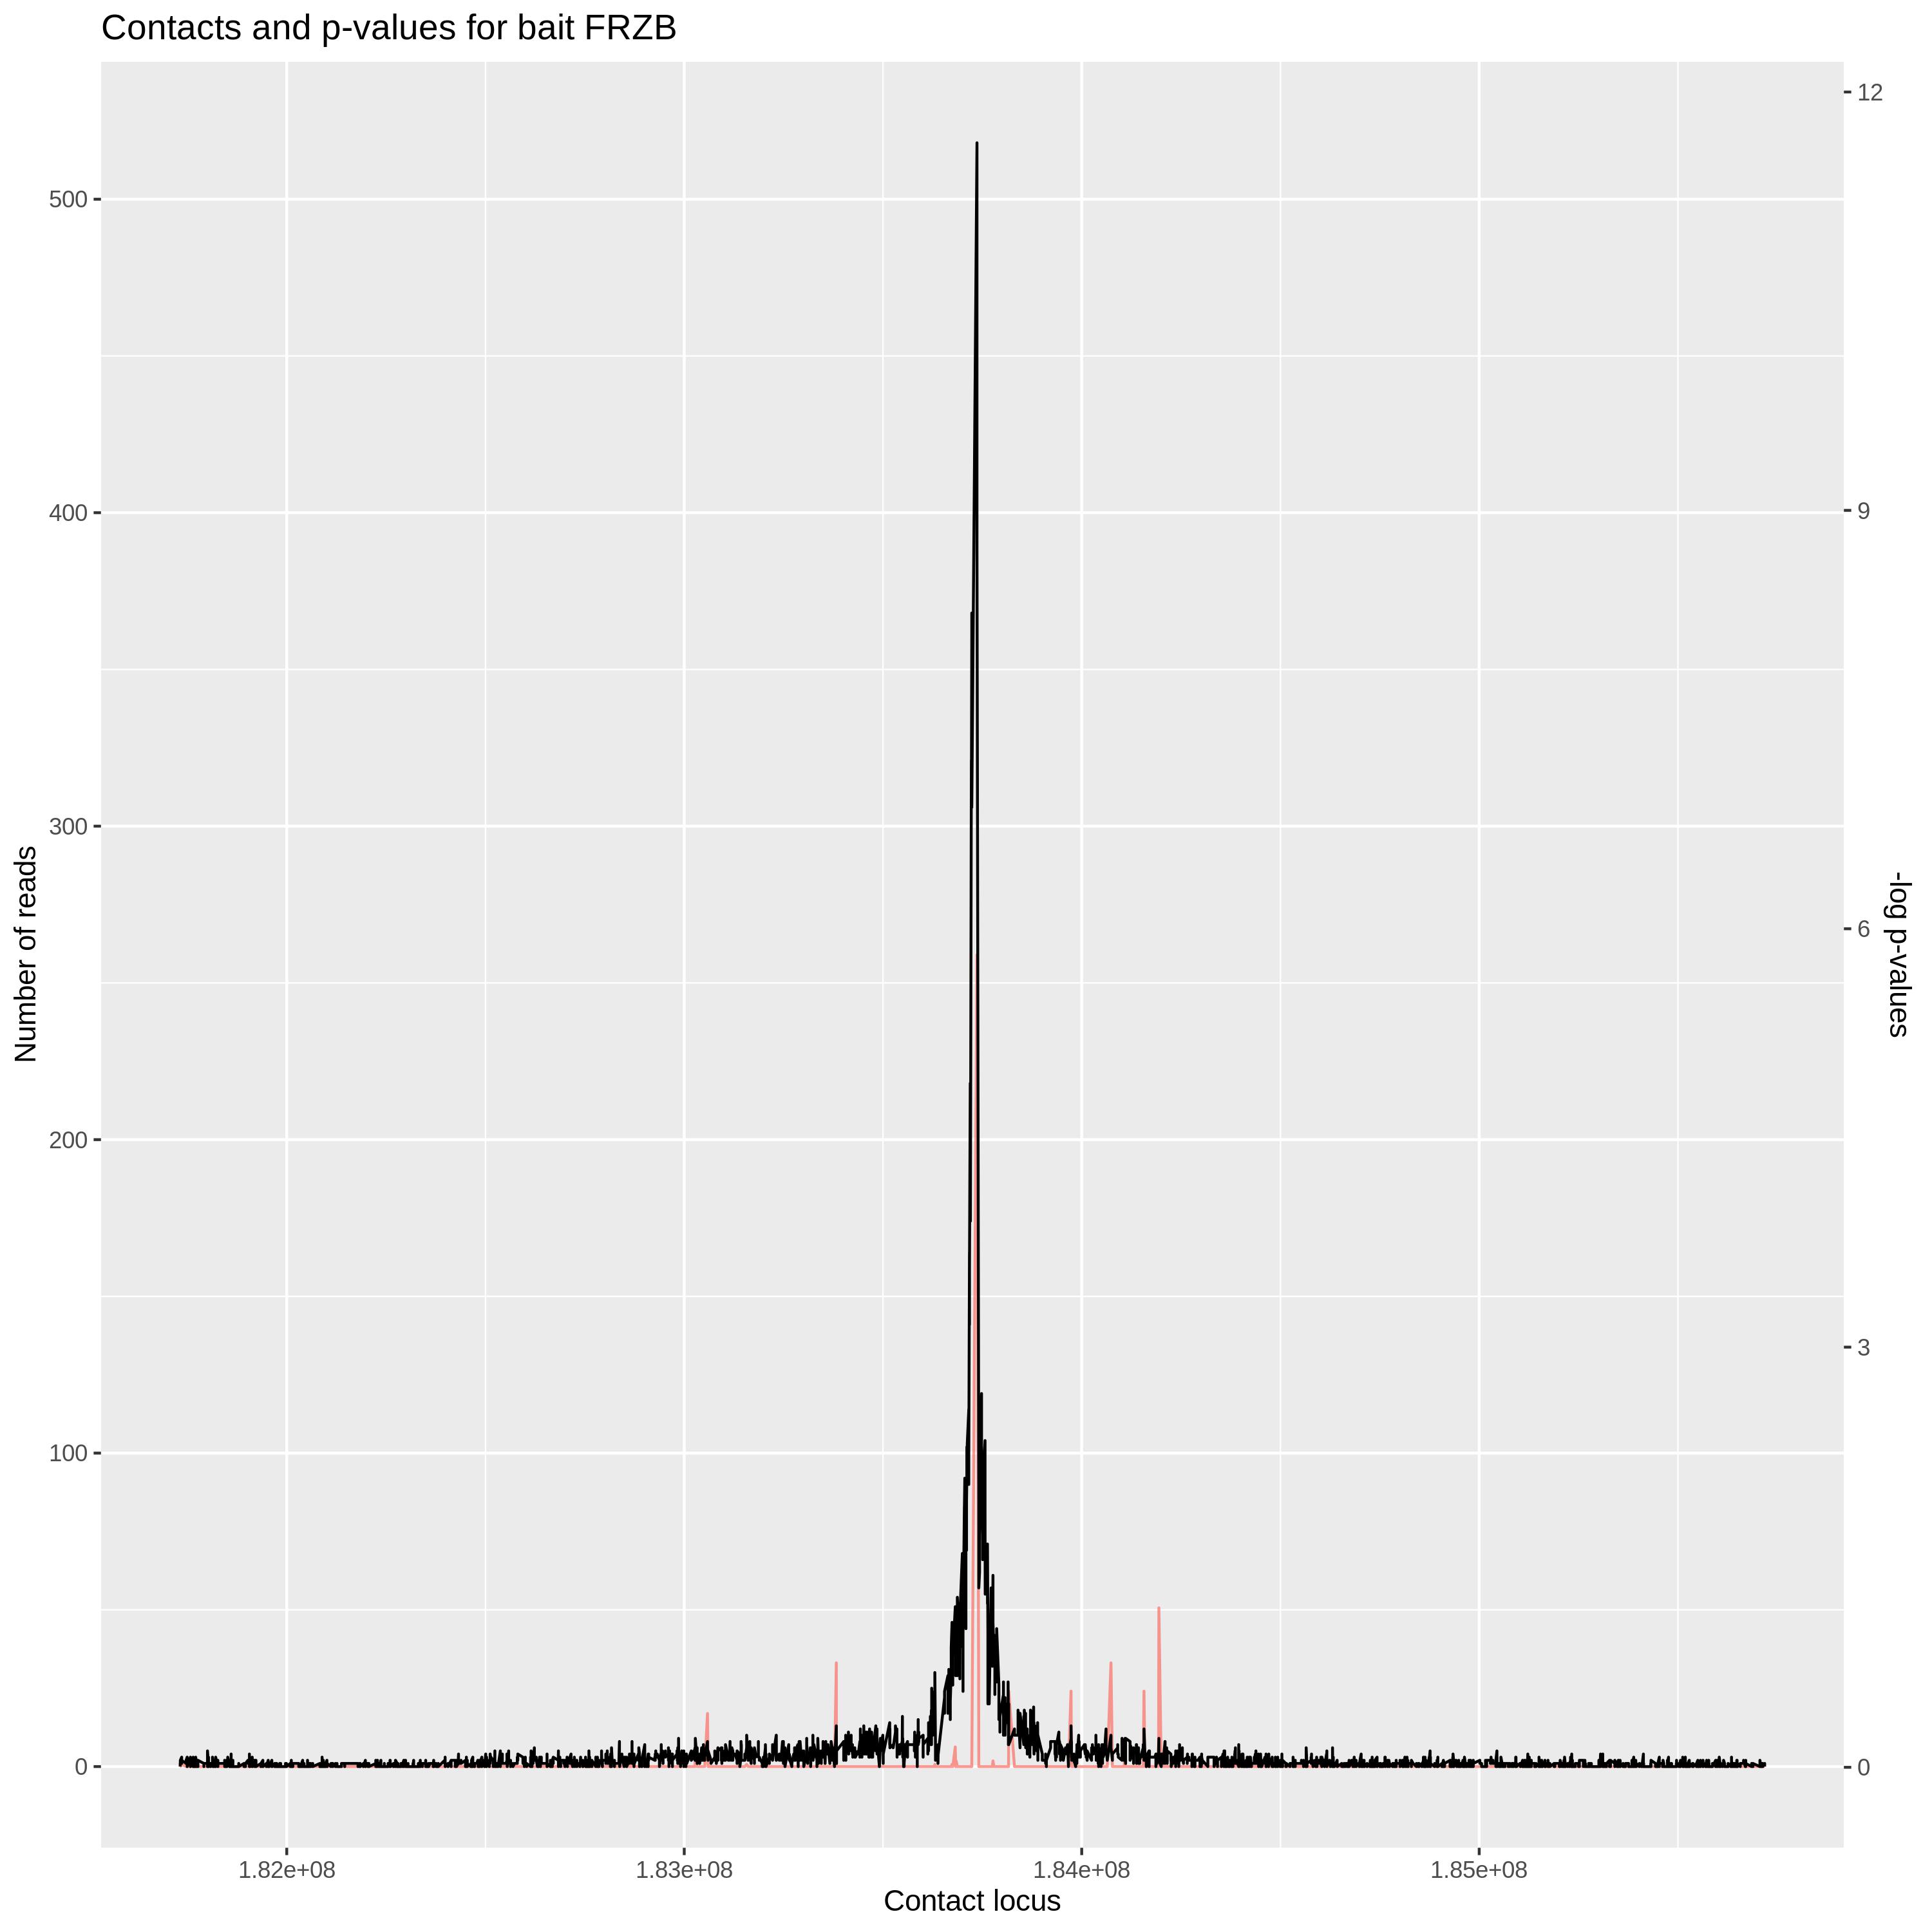 Contacts and p-values for bait FRZB
12
500
400
9
300
6
Number of reads
-log p-values
200
3
100
0
0
1.82e+08 1.83e+08 1.84e+08 1.85e+08
Contact locus